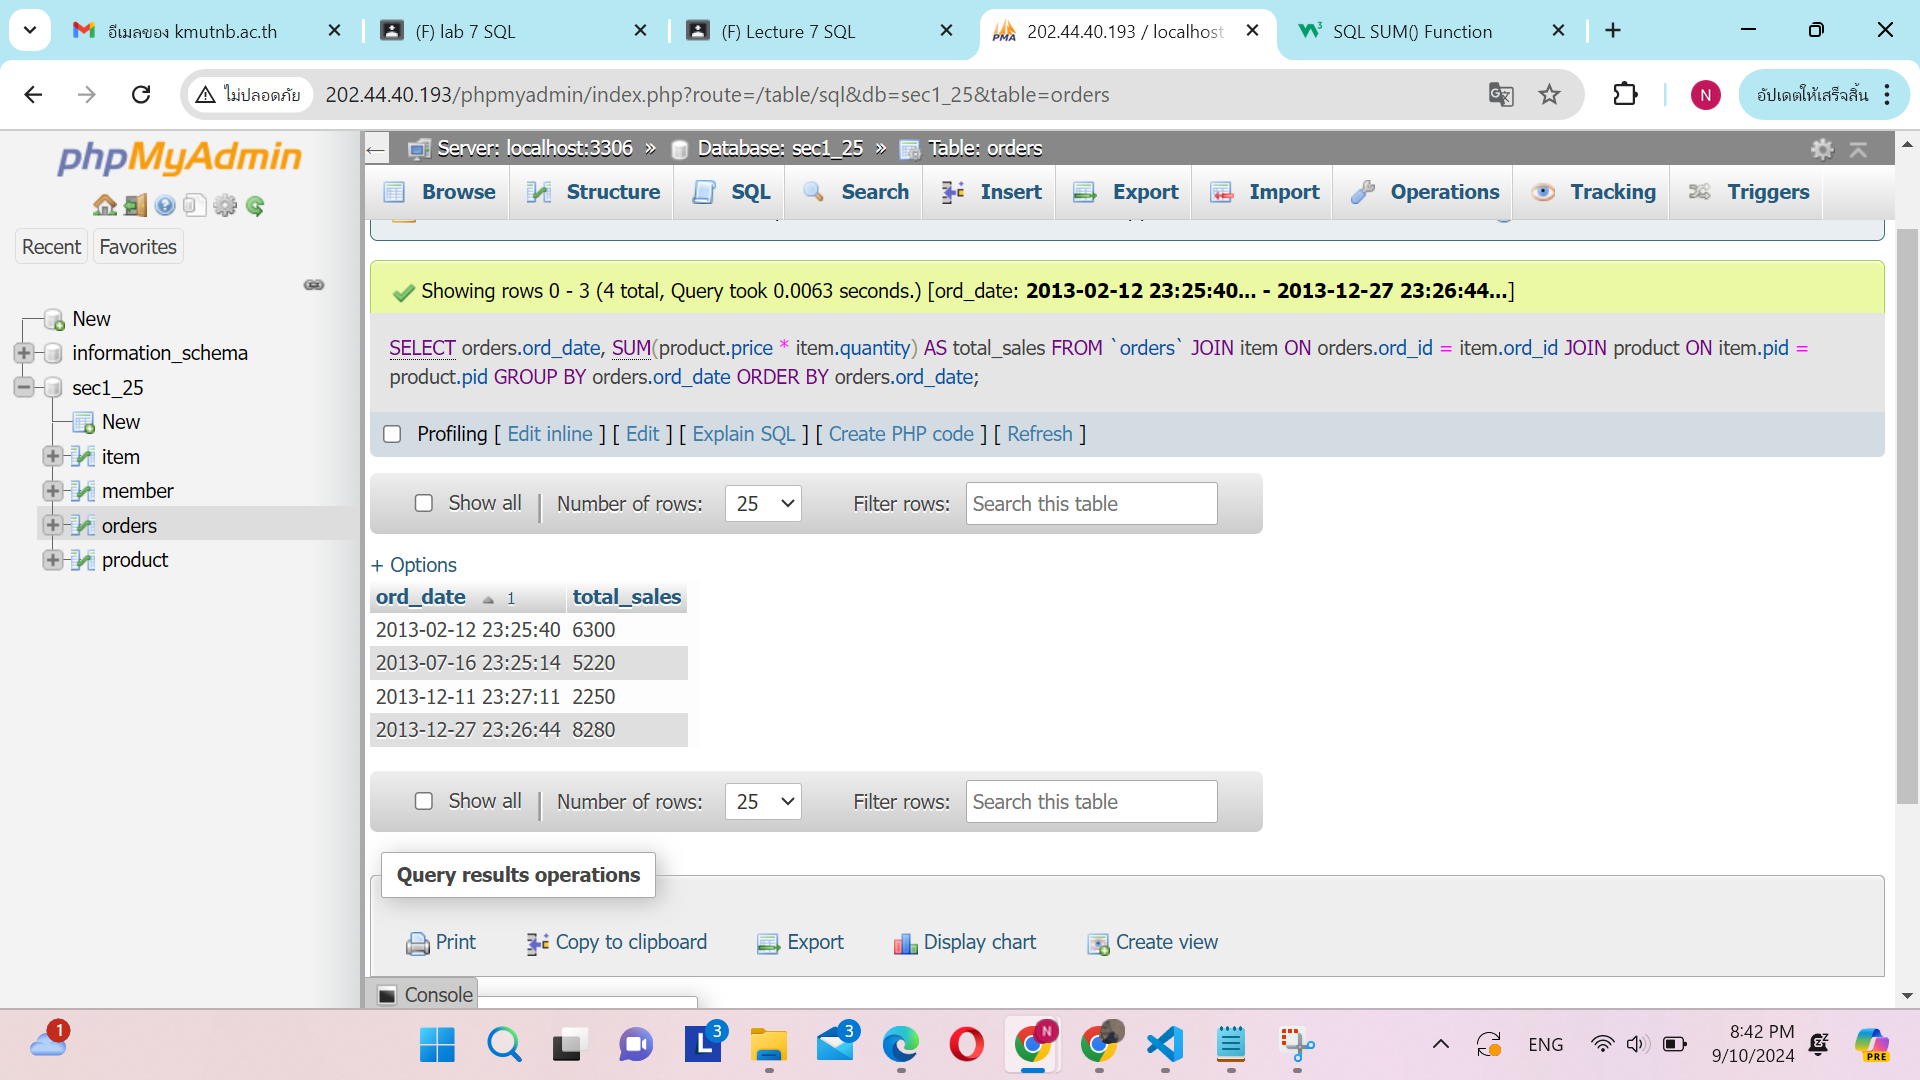 อีเมลของ kmutnb.ac.th
(F) lab 7 SQL
(F) Lecture 7 SQL
202.44.40.193 / localhost
SQL SUM() Function
ไม่ปลอดภัย
202.44.40.193/phpmyadmin/index.php?route=/table/sql&db=sec1_25&table=orders
N
อัปเดตให้เสร็จสิ้น
phpMyAdmin
Recent
Favorites
New
information_schema
sec1_25
New
item
member
orders
product
Server: localhost:3306 » Database: sec1_25 » Table: orders
Browse
Structure
SQL
Search
Insert
Export
Import
Operations
Tracking
Triggers
Showing rows 0 - 3 (4 total, Query took 0.0063 seconds.) [ord_date: 2013-02-12 23:25:40... - 2013-12-27 23:26:44...]
SELECT orders.ord_date, SUM(product.price * item.quantity) AS total_sales FROM `orders` JOIN item ON orders.ord_id = item.ord_id JOIN product ON item.pid =
product.pid GROUP BY orders.ord_date ORDER BY orders.ord_date;
Profiling [ Edit inline ] [ Edit ] [ Explain SQL ] [ Create PHP code ] [ Refresh ]
Show all | Number of rows: 25 Filter rows: Search this table
+ Options
ord_date 1 total_sales
2013-02-12 23:25:40 6300
2013-07-16 23:25:14 5220
2013-12-11 23:27:11 2250
2013-12-27 23:26:44 8280
Show all | Number of rows: 25 Filter rows: Search this table
Query results operations
Print
Copy to clipboard
Export
Display chart
Create view
Console
1
L
3
3
N
ENG
8:42 PM
9/10/2024
PRE